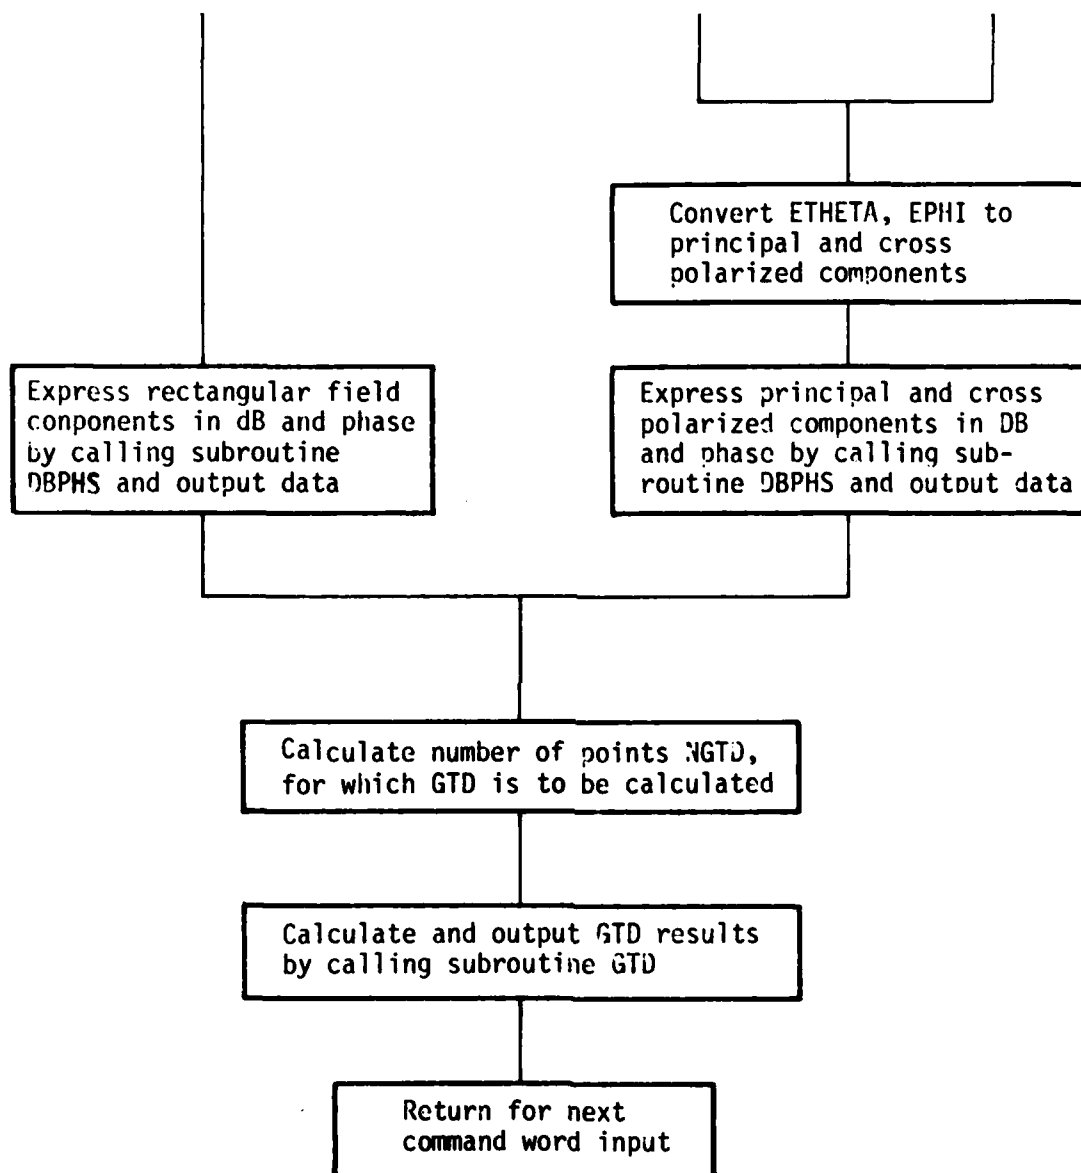 Convert ETHETA, EPHI to
principal and cross
polarized components
Express rectangular field
conponents in dB and phase
by calling subroutine
DBPHS and output data
Express principal and cross
polarized components in DB
and phase by calling sub-
routine DBPHS and output data
Calculate number of points NGTD,
for which GTD is to be calculated
Calculate and output GTD results
by calling subroutine GTD
Return for next
command word input